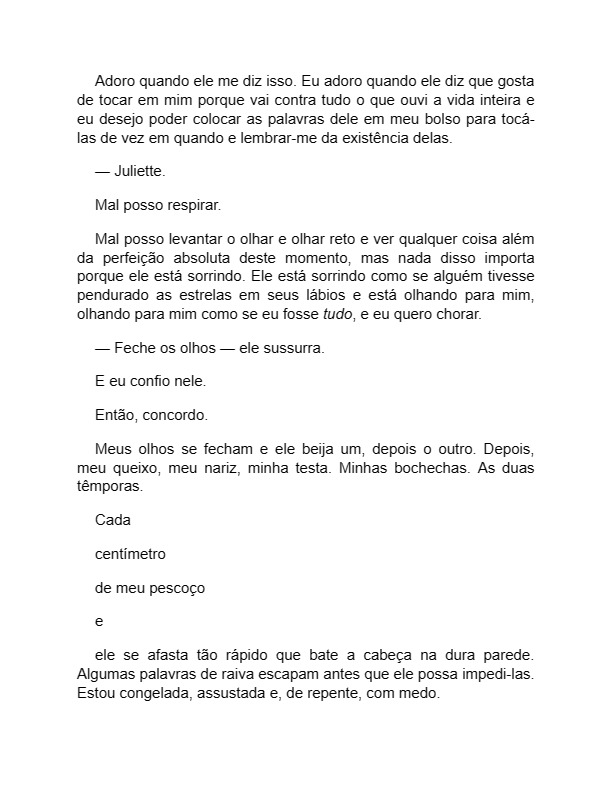 Adoro quando ele me diz isso. Eu adoro quando ele diz que gosta
de tocar em mim porque vai contra tudo o que ouvi a vida inteira e
eu desejo poder colocar as palavras dele em meu bolso para tocá-
las de vez em quando e lembrar-me da existência delas.
— Juliette.
Mal posso respirar.
Mal posso levantar o olhar e olhar reto e ver qualquer coisa além
da perfeição absoluta deste momento, mas nada disso importa
porque ele está sorrindo. Ele está sorrindo como se alguém tivesse
pendurado as estrelas em seus lábios e está olhando para mim,
olhando para mim como se eu fosse tudo, e eu quero chorar.
— Feche os olhos — ele sussurra.
E eu confio nele.
Então, concordo.
Meus olhos se fecham e ele beija um, depois o outro. Depois,
meu queixo, meu nariz, minha testa. Minhas bochechas. As duas
têmporas.
Cada
centímetro
de meu pescoço
e
ele se afasta tão rápido que bate a cabeça na dura parede.
Algumas palavras de raiva escapam antes que ele possa impedi-las.
Estou congelada, assustada e, de repente, com medo.